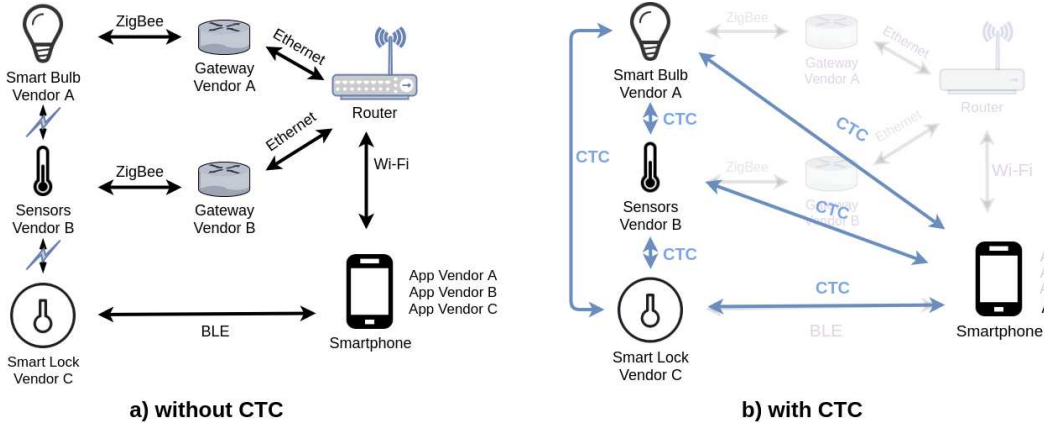 ZigBee
Ethernet
Smart Bulb
Vendor A
Gateway
Vendor A
Router
Ethernet
ZigBee
Wi-Fi
Sensors
Vendor B
Gateway
Vendor B
App Vendor A
App Vendor B
App Vendor C
BLE
Smartphone
Smart Lock
Vendor C
a) without CTC
ZigBee
Ethernet
Smart Bulb
Vendor A
Gateway
Vendor A
Router
CTC
CTC
Ethernet
CTC
ZigBee
Wi-Fi
Sensors
Vendor B
Gateway
Vendor B
CTC
CTC
CTC
BLE
Smartphone
Smart Lock
Vendor C
b) with CTC